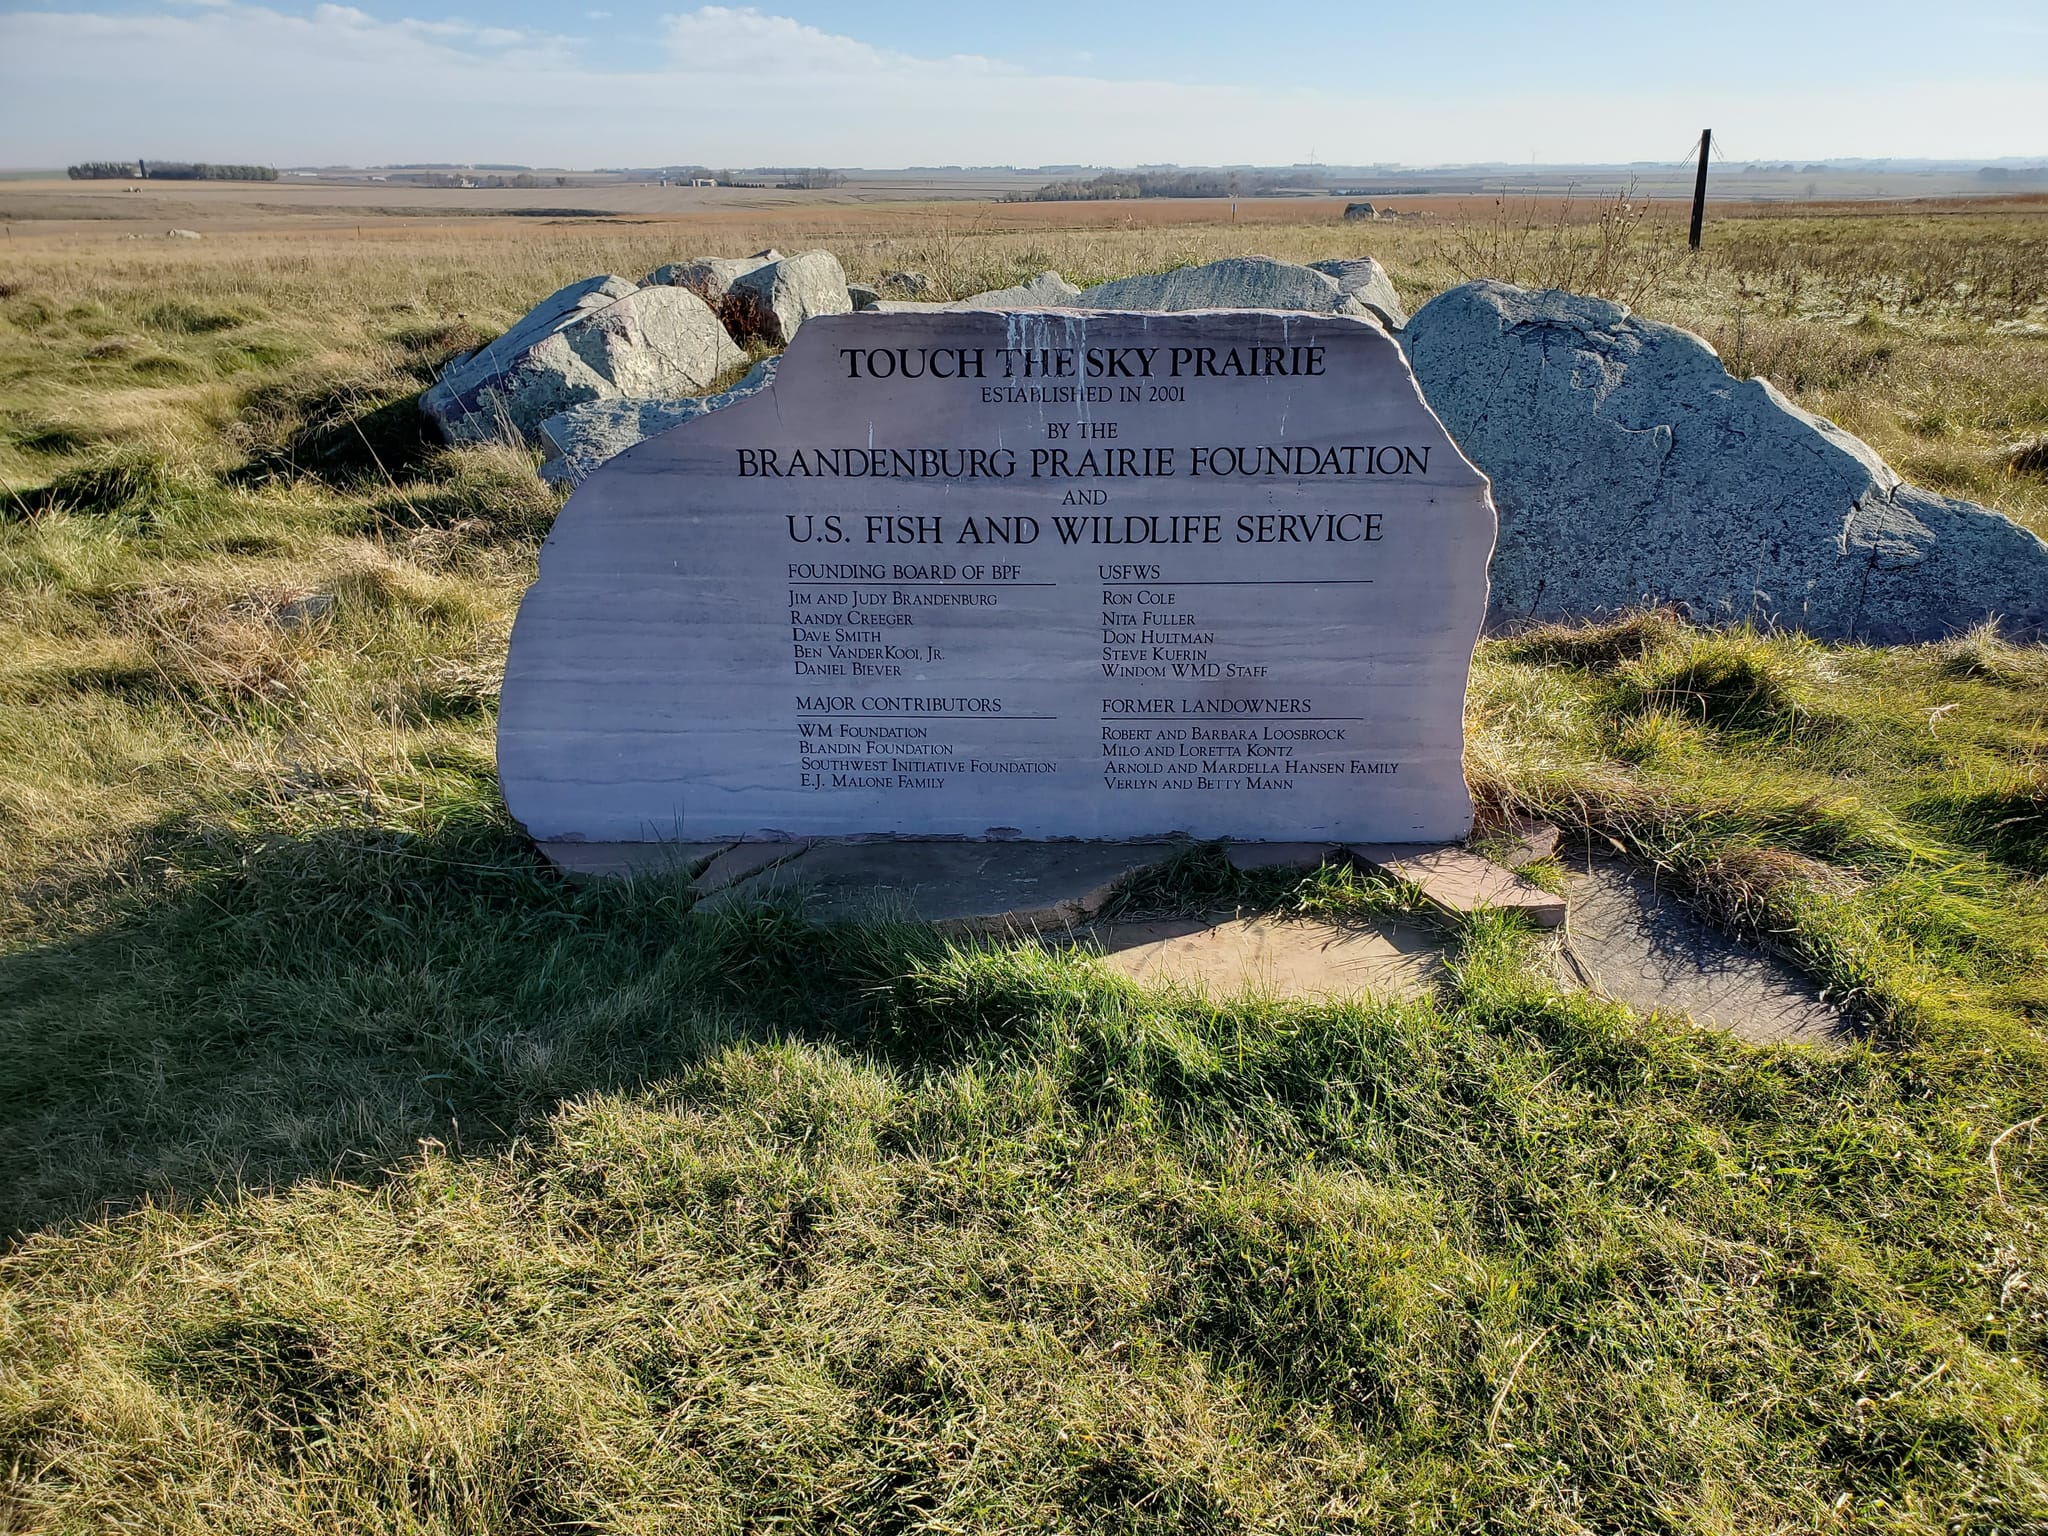 TOUCH THE SKY PRAIRIE
ESTABLISHED IN 2001
BY THE
BRANDENBURG PRAIRIE FOUNDATION
AND
U.S. FISH AND WILDLIFE SERVICE
FOUNDING BOARD OF BPF
JIM AND JUDY BRANDENBURG
RANDY CREEGER
DAVE SMITH
BEN VANDERKOOI, JR.
DANIEL BIEVER
USFWS
RON COLE
NITA FULLER
DON HULTMAN
STEVE KUFRIN
WINDOM WMD STAFF
MAJOR CONTRIBUTORS
WM FOUNDATION
BLANDIN FOUNDATION
SOUTHWEST INITIATIVE FOUNDATION
E.J. MALONE FAMILY
FORMER LANDOWNERS
ROBERT AND BARBARA LOOSBROCK
MILO AND LORETTA KONTZ
ARNOLD AND MARDELLA HANSEN FAMILY
VERLYN AND BETTY MANN